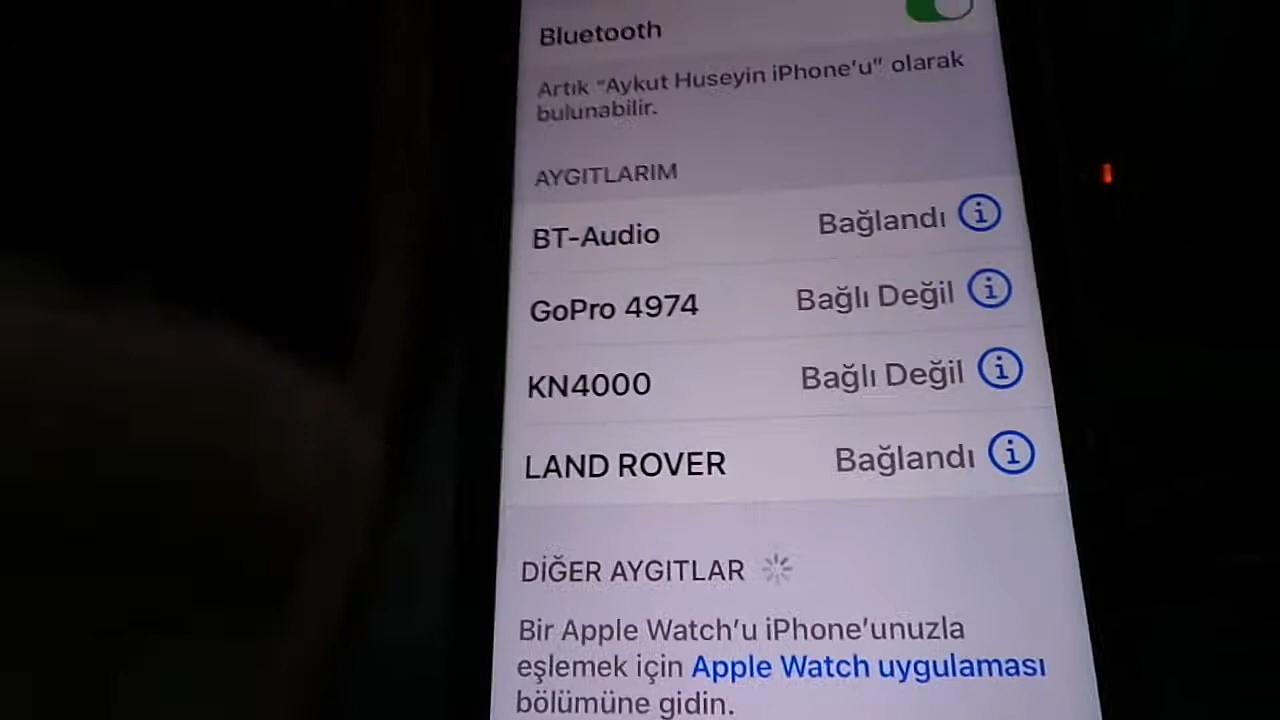 Bluetooth
Artık "Aykut Huseyin iPhone'u" olarak
bulunabilir.
AYGITLARIM
BT-Audio Bağlandı
GoPro 4974 Bağlı Değil
KN4000 Bağlı Değil
LAND ROVER Bağlandı
DİĞER AYGITLAR
Bir Apple Watch'u iPhone'unuzla
eşlemek için Apple Watch uygulaması
bölümüne gidin.